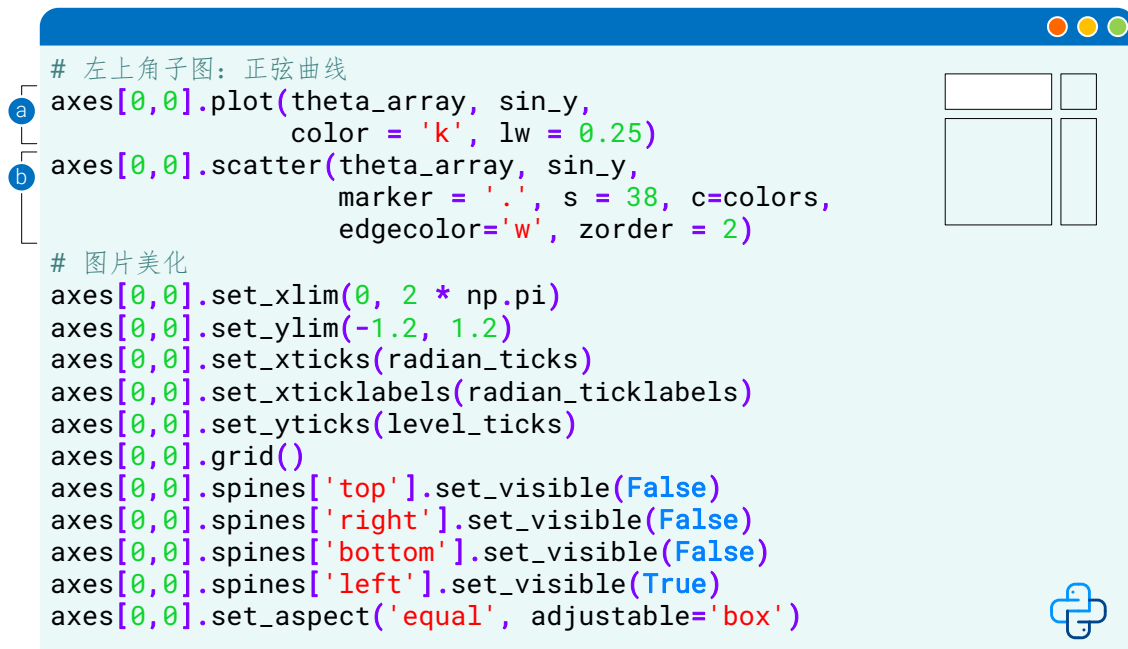 # 左上角子图：正弦曲线
a
axes[0,0].plot(theta_array, sin_y,
               color = 'k', lw = 0.25)
b
axes[0,0].scatter(theta_array, sin_y,
                  marker = '.', s = 38, c=colors,
                  edgecolor='w', zorder = 2)
# 图片美化
axes[0,0].set_xlim(0, 2 * np.pi)
axes[0,0].set_ylim(-1.2, 1.2)
axes[0,0].set_xticks(radian_ticks)
axes[0,0].set_xticklabels(radian_ticklabels)
axes[0,0].set_yticks(level_ticks)
axes[0,0].grid()
axes[0,0].spines['top'].set_visible(False)
axes[0,0].spines['right'].set_visible(False)
axes[0,0].spines['bottom'].set_visible(False)
axes[0,0].spines['left'].set_visible(True)
axes[0,0].set_aspect('equal', adjustable='box')